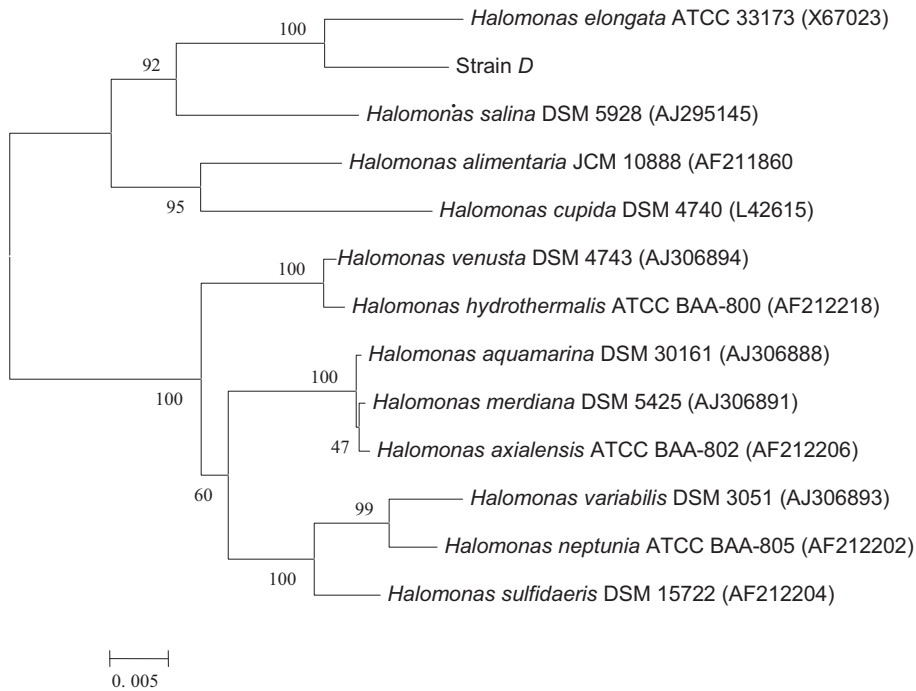 Halomonas elongata ATCC 33173 (X67023)
100
Strain D
92
Halomonas salina DSM 5928 (AJ295145)
Halomonas alimentaria JCM 10888 (AF211860
95
Halomonas cupida DSM 4740 (L42615)
Halomonas venusta DSM 4743 (AJ306894)
100
Halomonas hydrothermalis ATCC BAA-800 (AF212218)
Halomonas aquamarina DSM 30161 (AJ306888)
100
100
Halomonas merdiana DSM 5425 (AJ306891)
47
Halomonas axialensis ATCC BAA-802 (AF212206)
60
Halomonas variabilis DSM 3051 (AJ306893)
99
Halomonas neptunia ATCC BAA-805 (AF212202)
100
Halomonas sulfidaeris DSM 15722 (AF212204)
0. 005